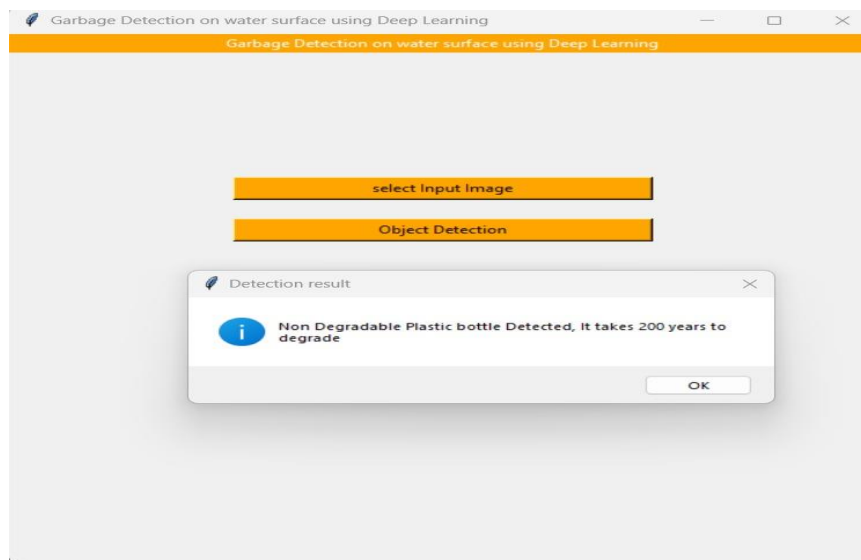 Garbage Detection on water surface using Deep Learning
Garbage Detection on water surface using Deep Learning
select Input Image
Object Detection
Detection result
i
Non Degradable Plastic bottle Detected, It takes 200 years to
degrade
OK